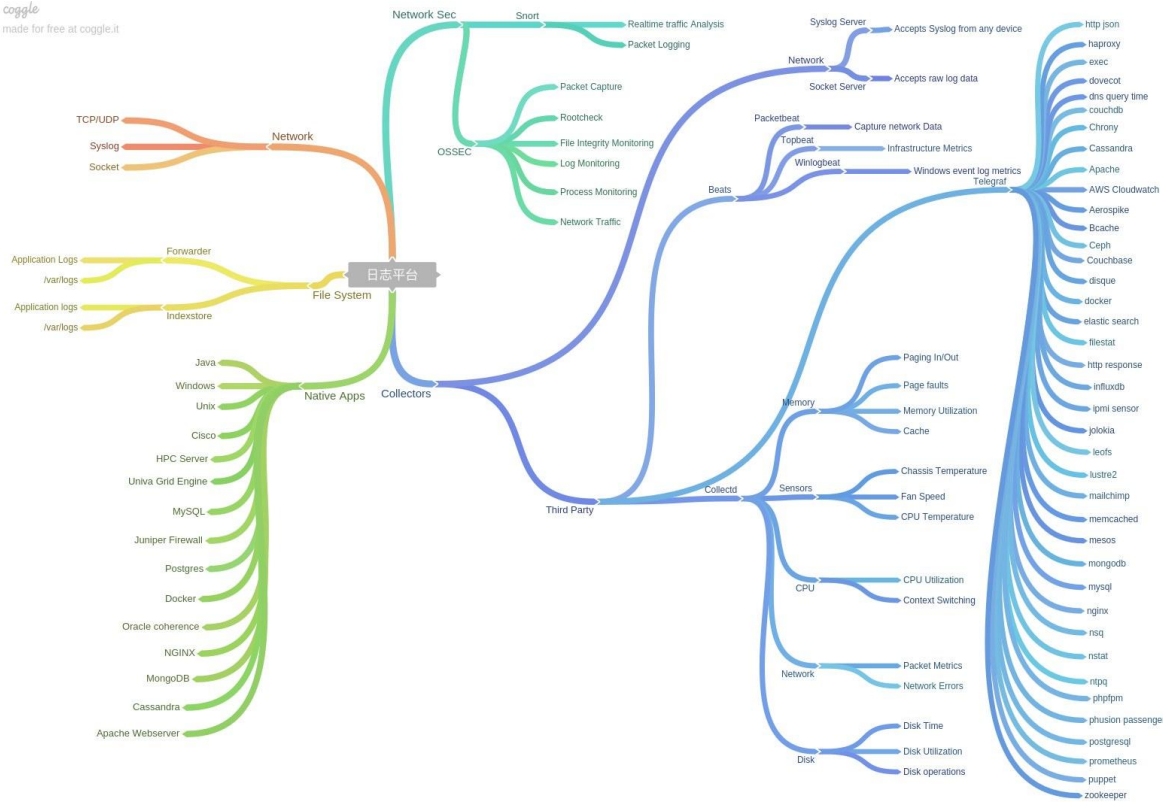 coggle
made for free at coggle.it
日志平台
Network
TCP/UDP
Syslog
Socket
File System
Forwarder
Application Logs
/var/logs
Indexstore
Application logs
/var/logs
Native Apps
Java
Windows
Unix
Cisco
HPC Server
Univa Grid Engine
MySQL
Juniper Firewall
Postgres
Docker
Oracle coherence
NGINX
MongoDB
Cassandra
Apache Webserver
Network Sec
Snort
Realtime traffic Analysis
Packet Logging
OSSEC
Packet Capture
Rootcheck
File Integrity Monitoring
Log Monitoring
Process Monitoring
Network Traffic
Collectors
Network
Syslog Server
Accepts Syslog from any device
Socket Server
Accepts raw log data
Third Party
Beats
Packetbeat
Capture network Data
Topbeat
Infrastructure Metrics
Winlogbeat
Windows event log metrics
Collectd
Memory
Paging In/Out
Page faults
Memory Utilization
Cache
Sensors
Chassis Temperature
Fan Speed
CPU Temperature
CPU
CPU Utilization
Context Switching
Network
Packet Metrics
Network Errors
Disk
Disk Time
Disk Utilization
Disk operations
Telegraf
http json
haproxy
exec
dovecot
dns query time
couchdb
Chrony
Cassandra
Apache
AWS Cloudwatch
Aerospike
Bcache
Ceph
Couchbase
disque
docker
elastic search
filestat
http response
influxdb
ipmi sensor
jolokia
leofs
lustre2
mailchimp
memcached
mesos
mongodb
mysql
nginx
nsq
nstat
ntpq
phpfpm
phusion passenge
postgresql
prometheus
puppet
zookeeper